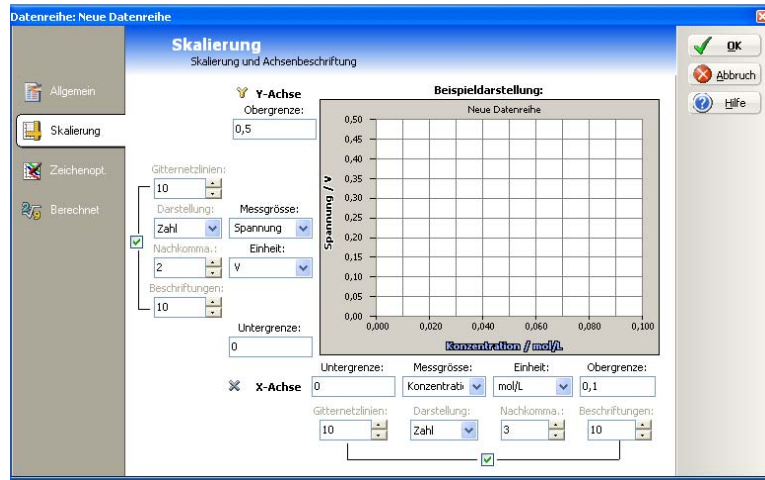 Datenreihe: Neue Datenreihe
Skalierung
Skalierung und Achsenbeschriftung
OK
Abbruch
Hilfe
Allgemein
Skalierung
Zeichenopt.
Berechnet
Y-Achse
Obergrenze:
0,5
Gitternetzlinien:
10
Darstellung: Messgrösse:
Zahl Spannung
Nachkomma.: Einheit:
2 V
Beschriftungen:
10
Untergrenze:
0
Beispieldarstellung:
Neue Datenreihe
0,50
0,45
0,40
0,35
0,30
0,25
0,20
0,15
0,10
0,05
0,00
Spannung / V
0,000 0,020 0,040 0,060 0,080 0,100
Konzentration / mol/L
Untergrenze: Messgrösse: Einheit: Obergrenze:
X-Achse 0 Konzentrati mol/L 0,1
Gitternetzlinien: Darstellung: Nachkomma.: Beschriftungen:
10 Zahl 3 10